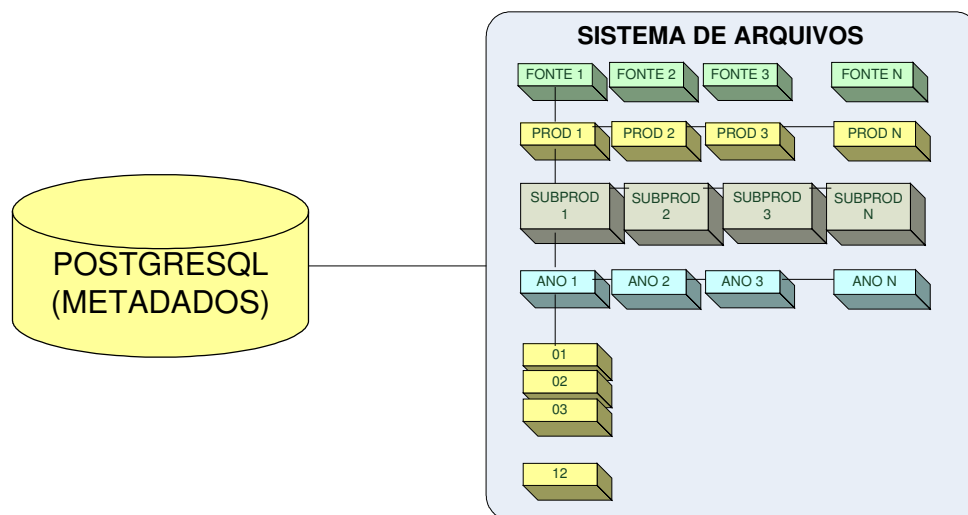 SISTEMA DE ARQUIVOS
FONTE 1
FONTE 2
FONTE 3
FONTE N
PROD 1
PROD 2
PROD 3
PROD N
SUBPROD
1
SUBPROD
2
SUBPROD
3
SUBPROD
N
POSTGRESQL
(METADADOS)
ANO 1
ANO 2
ANO 3
ANO N
01
02
03
12